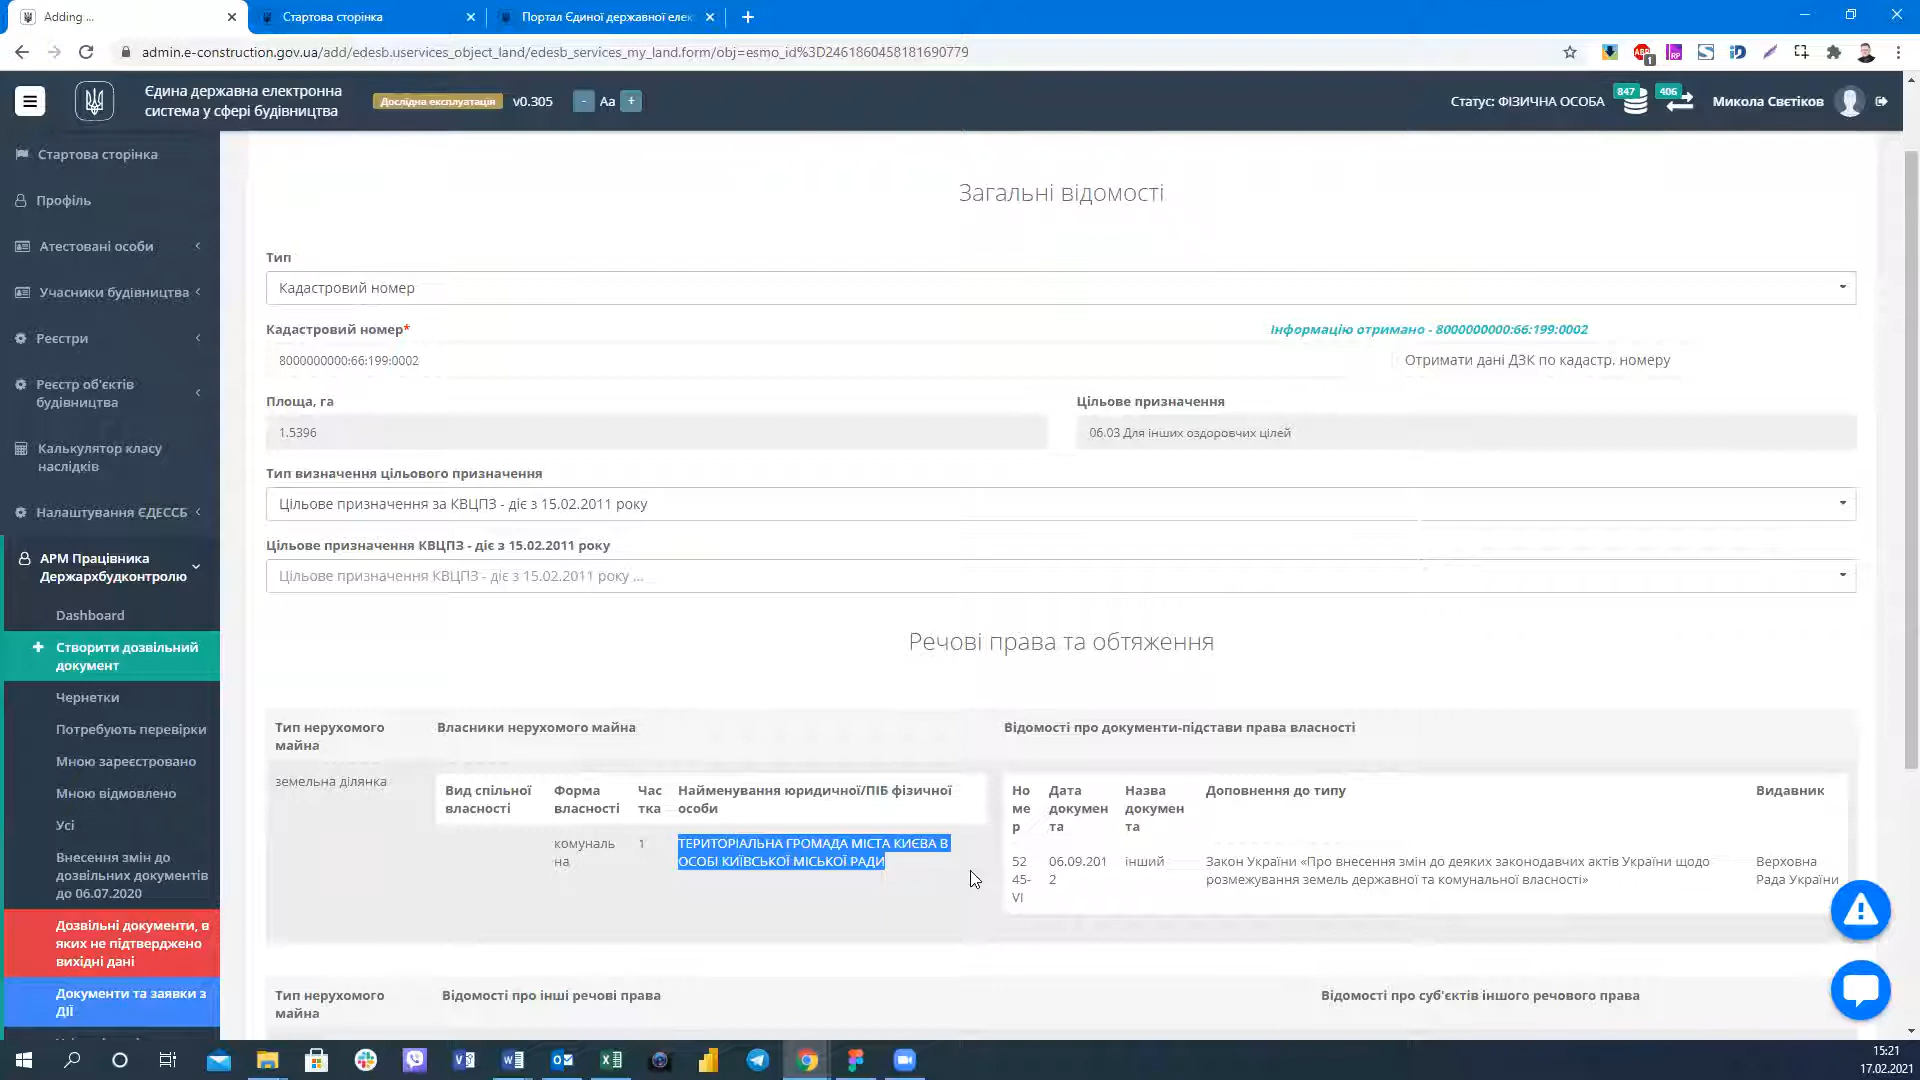 Adding ...
Стартова сторінка
Портал Єдиної державної елек
admin.e-construction.gov.ua/add/edesb.uservices_object_land/edesb_services_my_land.form/obj=esmo_id%3D2461860458181690779
Єдина державна електронна
система у сфері будівництва
Дослідна експлуатація
v0.305
- Aa +
Статус: ФІЗИЧНА ОСОБА
847
406
Микола Свєтіков
Стартова сторінка
Профіль
Атестовані особи
Учасники будівництва
Реєстри
Реєстр об'єктів
будівництва
Калькулятор класу
наслідків
Налаштування ЄДЕССБ
АРМ Працівника
Держархбудконтролю
Dashboard
Створити дозвільний
документ
Чернетки
Потребують перевірки
Мною зареєстровано
Мною відмовлено
Усі
Внесення змін до
дозвільних документів
до 06.07.2020
Дозвільні документи, в
яких не підтверджено
вихідні дані
Документи та заявки з
ДІЇ
Загальні відомості
Тип
Кадастровий номер
Кадастровий номер*
Інформацію отримано - 8000000000:66:199:0002
8000000000:66:199:0002
Отримати дані ДЗК по кадастр. номеру
Площа, га
Цільове призначення
1.5396
06.03 Для інших оздоровчих цілей
Тип визначення цільового призначення
Цільове призначення за КВЦПЗ - діє з 15.02.2011 року
Цільове призначення КВЦПЗ - діє з 15.02.2011 року
Цільове призначення КВЦПЗ - діє з 15.02.2011 року ...
Речові права та обтяження
Тип нерухомого
майна
Власники нерухомого майна
Відомості про документи-підстави права власності
земельна ділянка
Вид спільної
власності
Форма
власності
Час
тка
Найменування юридичної/ПІБ фізичної
особи
комуналь
на
1
ТЕРИТОРІАЛЬНА ГРОМАДА МІСТА КИЄВА В
ОСОБІ КИЇВСЬКОЇ МІСЬКОЇ РАДИ
Но
ме
р
Дата
докумен
та
Назва
докумен
та
Доповнення до типу
Видавник
52
45-
VI
06.09.201
2
інший
Закон України «Про внесення змін до деяких законодавчих актів України щодо
розмежування земель державної та комунальної власності»
Верховна
Рада України
Тип нерухомого
майна
Відомості про інші речові права
Відомості про суб'єктів іншого речового права
15:21
17.02.2021